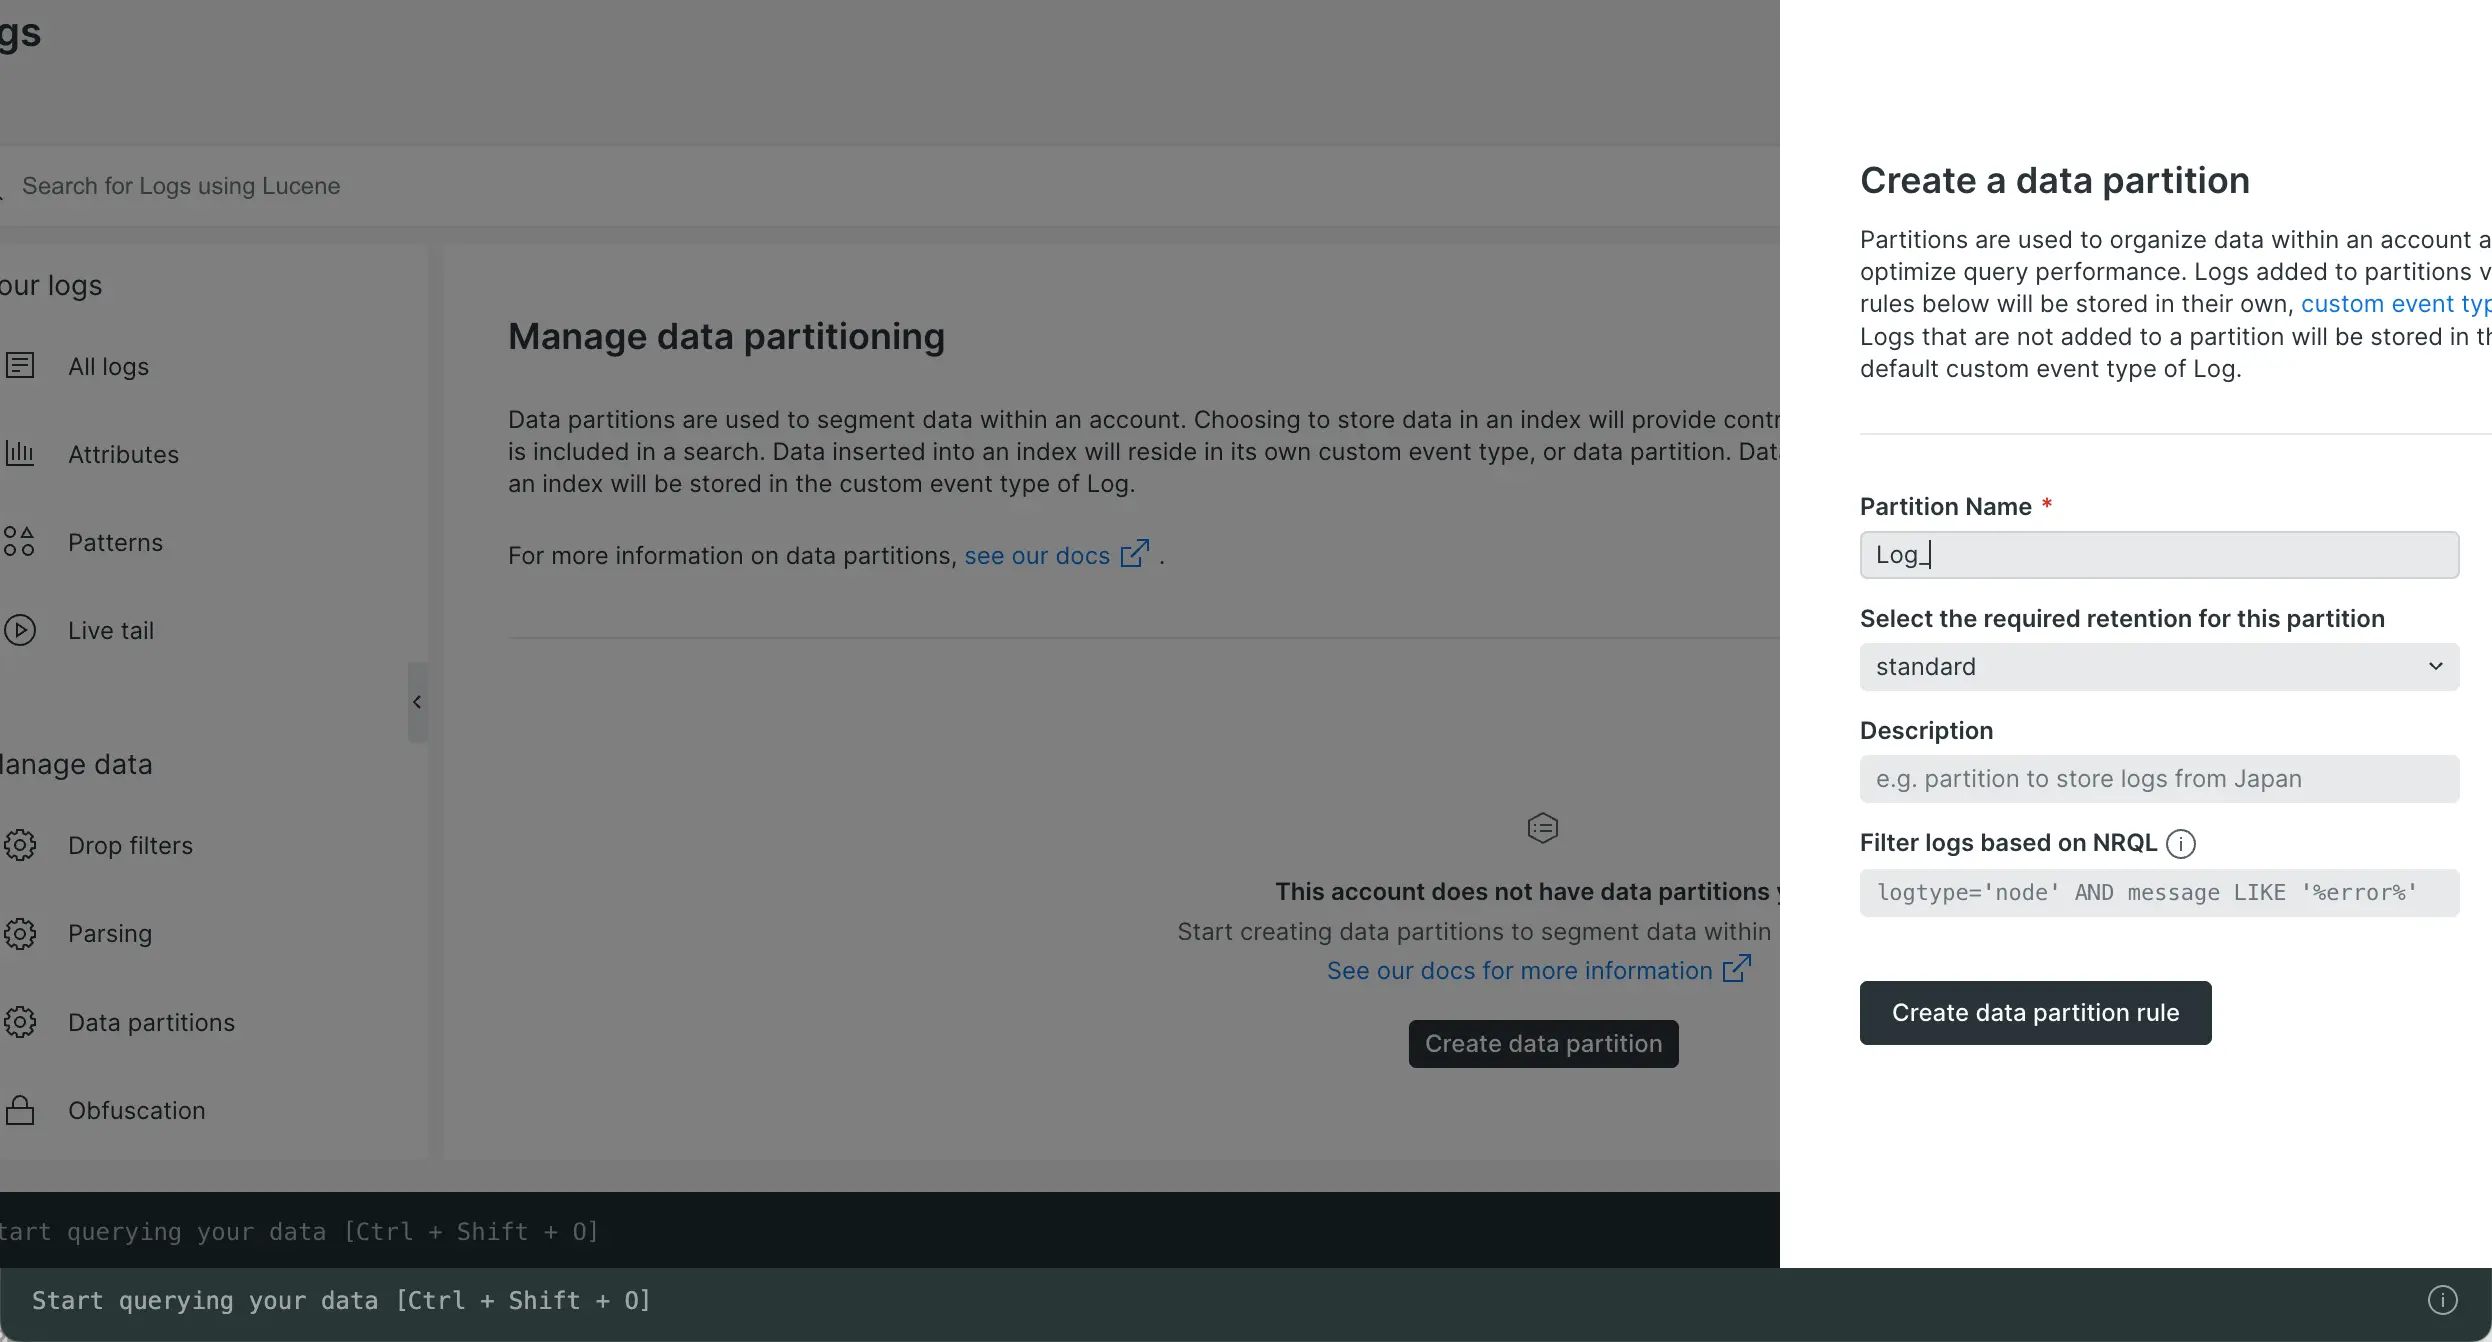 gs
Search for Logs using Lucene
our logs
All logs
Attributes
Patterns
Live tail
anage data
Drop filters
Parsing
Data partitions
Obfuscation
Manage data partitioning
Data partitions are used to segment data within an account. Choosing to store data in an index will provide contr
is included in a search. Data inserted into an index will reside in its own custom event type, or data partition. Dat
an index will be stored in the custom event type of Log.
For more information on data partitions, see our docs .
This account does not have data partitions y
Start creating data partitions to segment data within
See our docs for more information
Create data partition
tart querying your data [Ctrl + Shift + O]
Create a data partition
Partitions are used to organize data within an account a
optimize query performance. Logs added to partitions v
rules below will be stored in their own, custom event typ
Logs that are not added to a partition will be stored in th
default custom event type of Log.
Partition Name *
Log_
Select the required retention for this partition
standard
Description
e.g. partition to store logs from Japan
Filter logs based on NRQL
logtype='node' AND message LIKE '%error%'
Create data partition rule
Start querying your data [Ctrl + Shift + O]